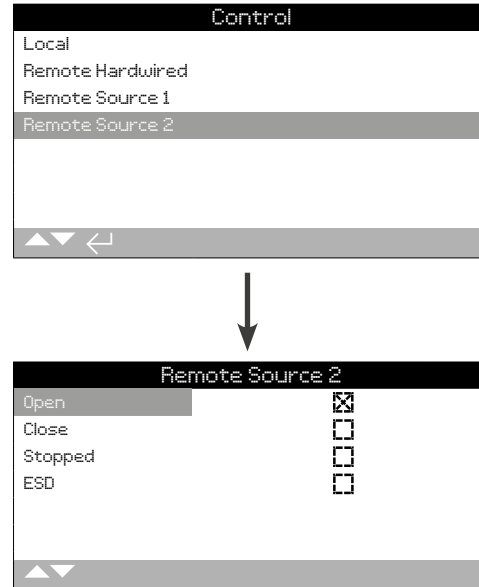 Control
Local
Remote Hardwired
Remote Source 1
Remote Source 2
Remote Source 2
Open
Close
Stopped
ESD